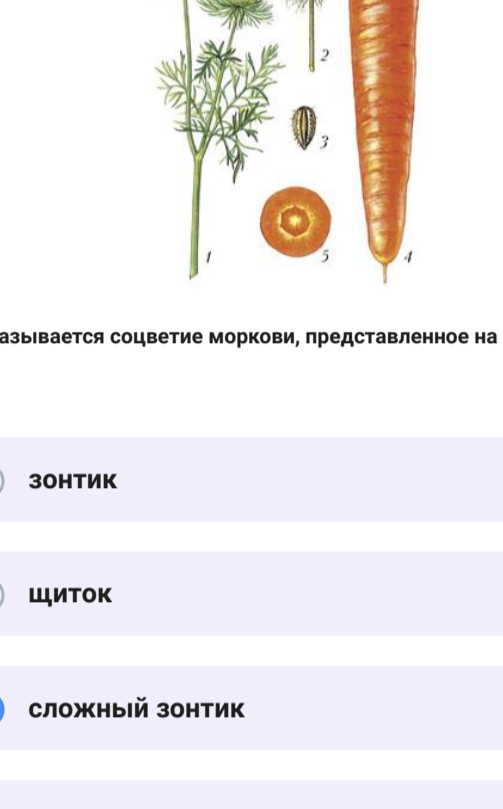 2
3
1
5
4
азывается соцветие моркови, представленное на
зонтик
щиток
сложный зонтик